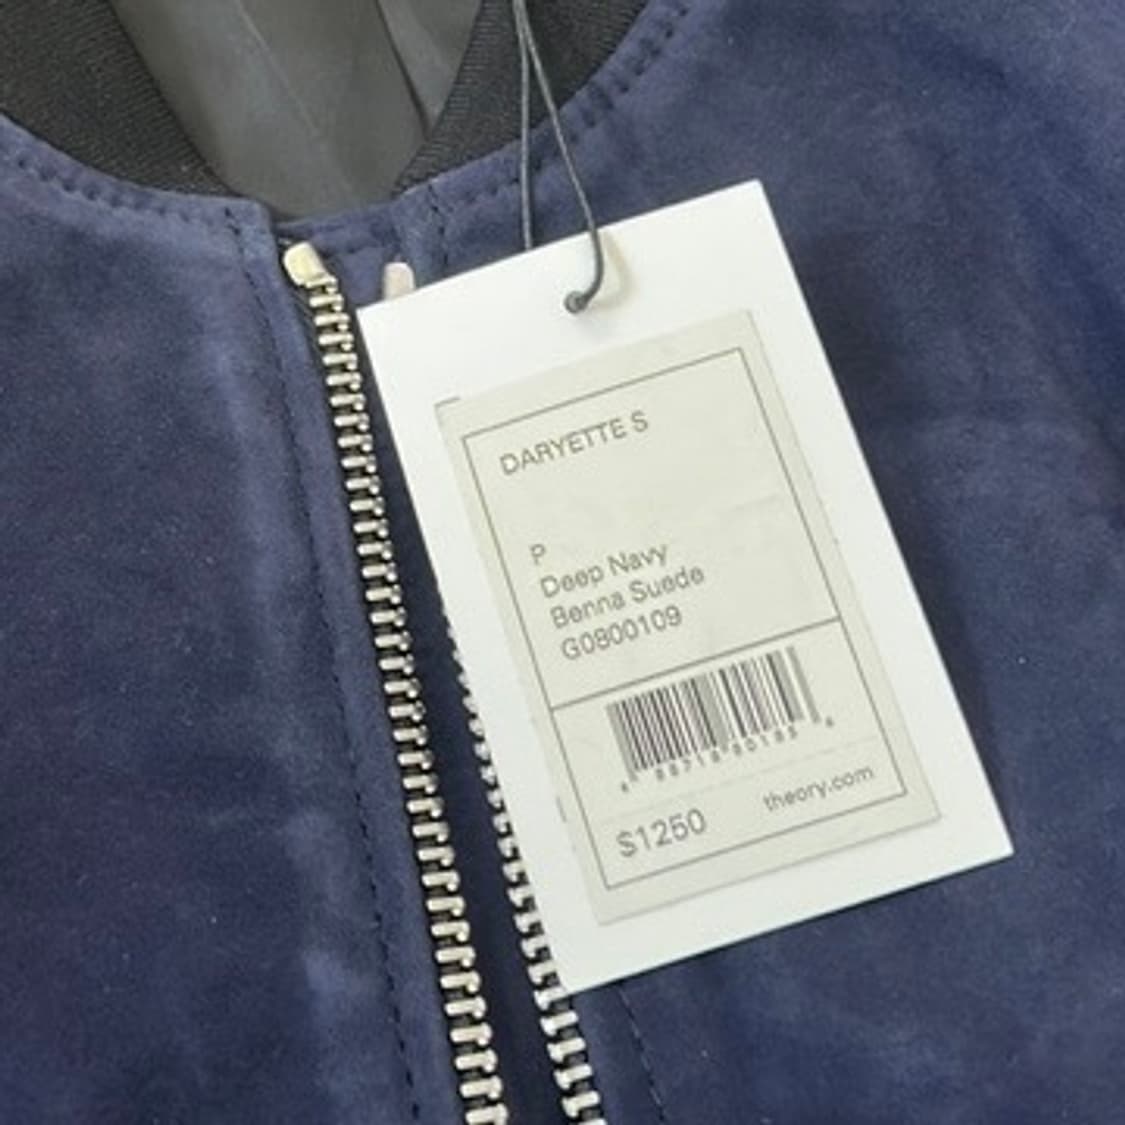 DARYETTE S
P
Deep Navy
Benna Suede
G0800109
$1250
theory.com